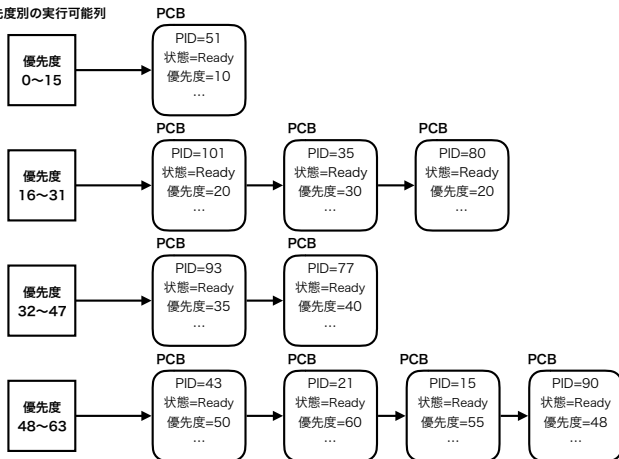 先度別の実行可能列
PCB
優先度
0〜15
PID=51
状態=Ready
優先度=10
…
PCB
PCB
PCB
優先度
16〜31
PID=101
状態=Ready
優先度=20
…
PID=35
状態=Ready
優先度=30
…
PID=80
状態=Ready
優先度=20
…
PCB
PCB
優先度
32〜47
PID=93
状態=Ready
優先度=35
…
PID=77
状態=Ready
優先度=40
…
PCB
PCB
PCB
PCB
優先度
48〜63
PID=43
状態=Ready
優先度=50
…
PID=21
状態=Ready
優先度=60
…
PID=15
状態=Ready
優先度=55
…
PID=90
状態=Ready
優先度=48
…